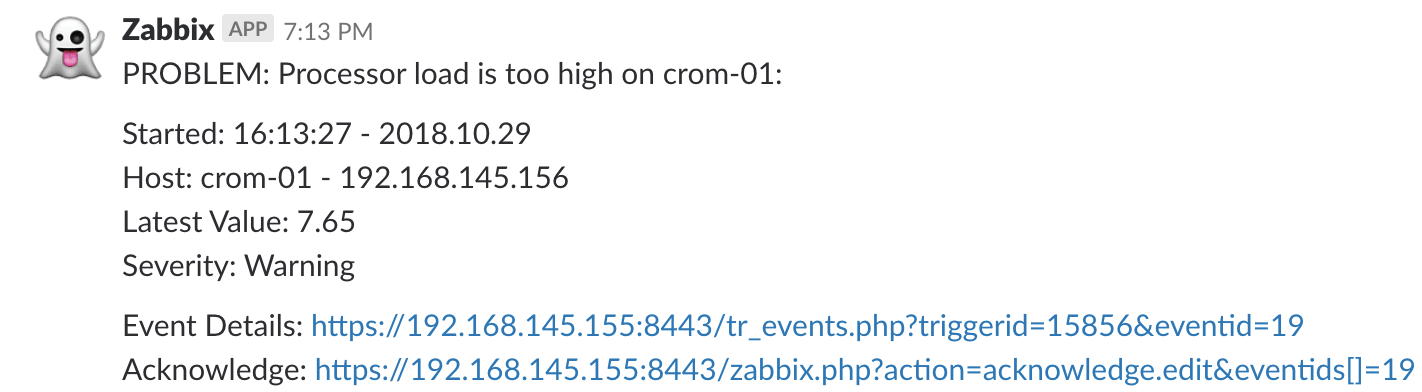 Zabbix APP 7:13 PM
PROBLEM: Processor load is too high on crom-01:
Started: 16:13:27 - 2018.10.29
Host: crom-01 - 192.168.145.156
Latest Value: 7.65
Severity: Warning
Event Details: https://192.168.145.155:8443/tr_events.php?triggerid=15856&eventid=19
Acknowledge: https://192.168.145.155:8443/zabbix.php?action=acknowledge.edit&eventids[]=19